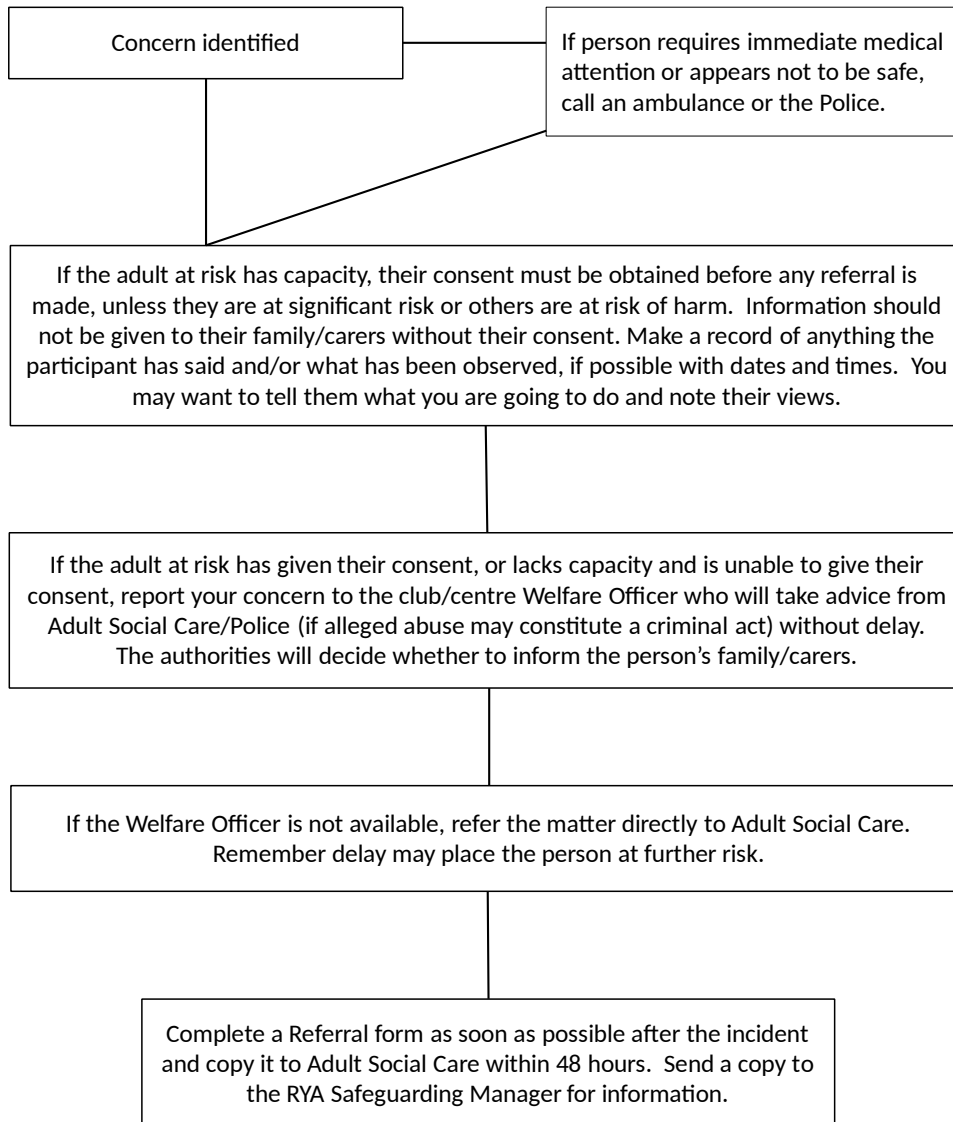 Concern identified
If person requires immediate medical
attention or appears not to be safe,
call an ambulance or the Police.
If the adult at risk has capacity, their consent must be obtained before any referral is
made, unless they are at significant risk or others are at risk of harm.  Information should
not be given to their family/carers without their consent. Make a record of anything the
participant has said and/or what has been observed, if possible with dates and times.  You
may want to tell them what you are going to do and note their views.
If the adult at risk has given their consent, or lacks capacity and is unable to give their
consent, report your concern to the club/centre Welfare Officer who will take advice from
Adult Social Care/Police (if alleged abuse may constitute a criminal act) without delay.
The authorities will decide whether to inform the person’s family/carers.
If the Welfare Officer is not available, refer the matter directly to Adult Social Care.
Remember delay may place the person at further risk.
Complete a Referral form as soon as possible after the incident
and copy it to Adult Social Care within 48 hours.  Send a copy to
the RYA Safeguarding Manager for information.